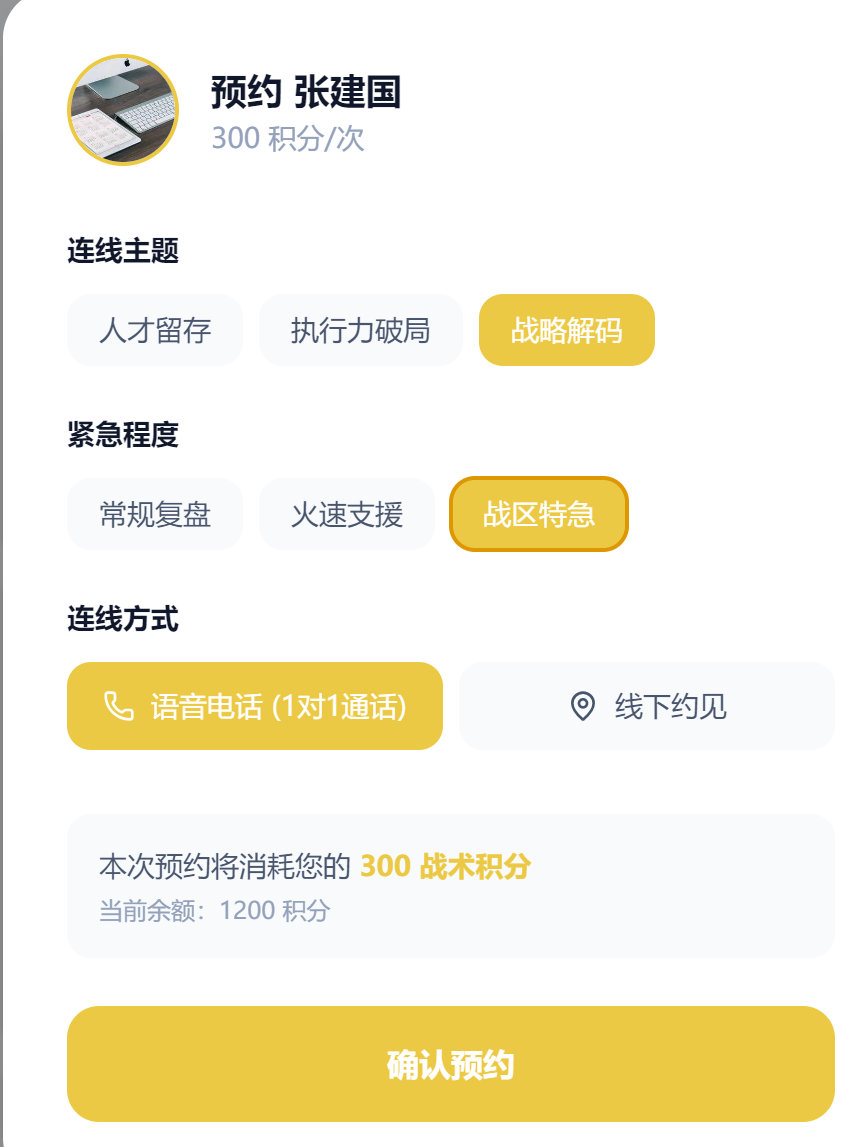 预约 张建国
300 积分/次
连线主题
人才留存 执行力破局 战略解码
紧急程度
常规复盘 火速支援 战区特急
连线方式
语音电话 (1对1通话) 线下约见
本次预约将消耗您的 300 战术积分
当前余额：1200 积分
确认预约